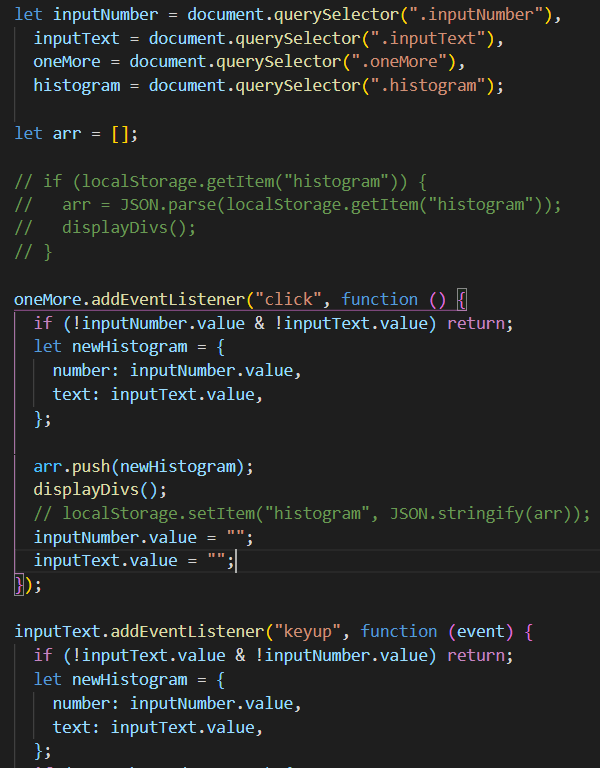 let inputNumber = document.querySelector(".inputNumber"),
  inputText = document.querySelector(".inputText"),
  oneMore = document.querySelector(".oneMore"),
  histogram = document.querySelector(".histogram");

let arr = [];

// if (localStorage.getItem("histogram")) {
//   arr = JSON.parse(localStorage.getItem("histogram"));
//   displayDivs();
// }

oneMore.addEventListener("click", function () {
  if (!inputNumber.value & !inputText.value) return;
  let newHistogram = {
    number: inputNumber.value,
    text: inputText.value,
  };

  arr.push(newHistogram);
  displayDivs();
  // localStorage.setItem("histogram", JSON.stringify(arr));
  inputNumber.value = "";
  inputText.value = "";
});

inputText.addEventListener("keyup", function (event) {
  if (!inputText.value & !inputNumber.value) return;
  let newHistogram = {
    number: inputNumber.value,
    text: inputText.value,
  };